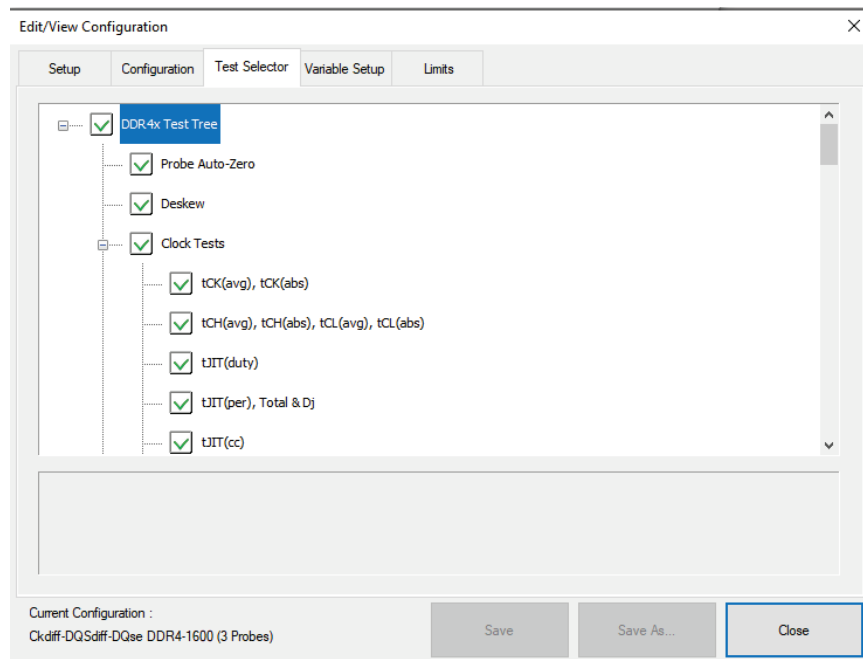 Edit/View Configuration
Setup Configuration Test Selector Variable Setup Limits
DDR4x Test Tree
Probe Auto-Zero
Deskew
Clock Tests
tCK(avg), tCK(abs)
tCH(avg), tCH(abs), tCL(avg), tCL(abs)
tJIT(duty)
tJIT(per), Total & Dj
tJIT(cc)
Current Configuration :
Ckdiff-DQSdiff-DQse DDR4-1600 (3 Probes)
Save Save As... Close